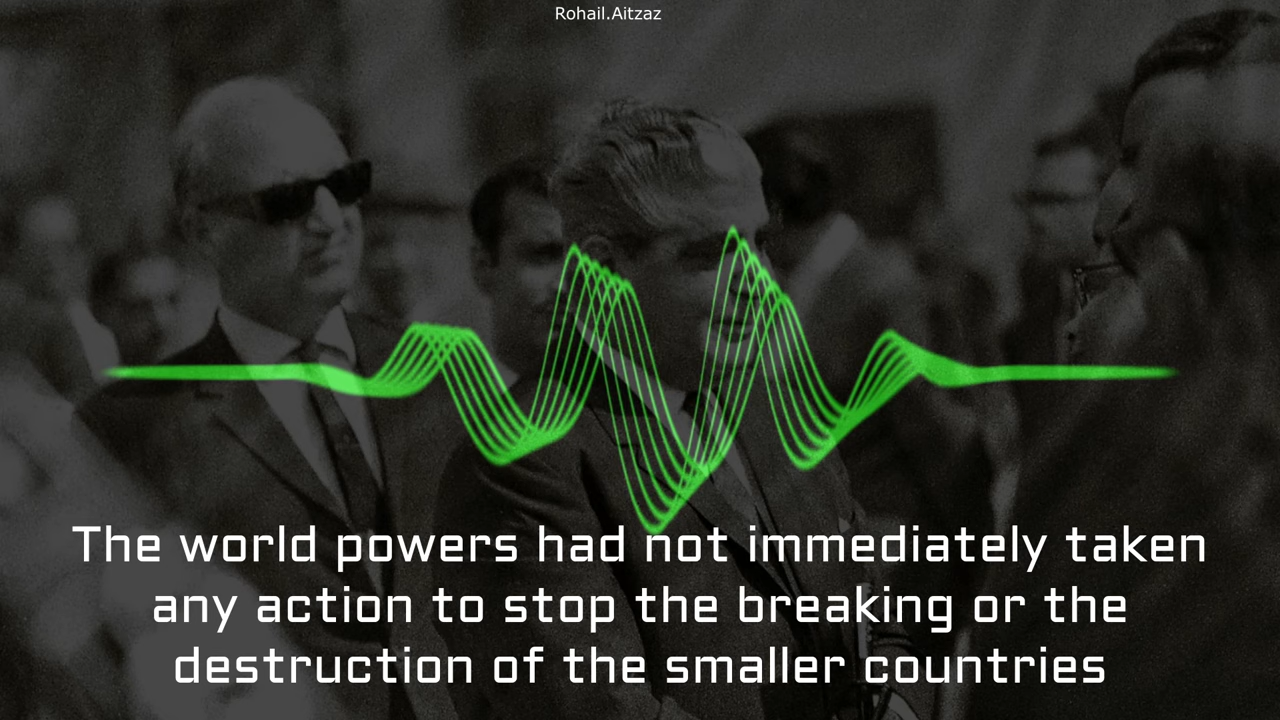 Rohail.Aitzaz
The world powers had not immediately taken
any action to stop the breaking or the
destruction of the smaller countries